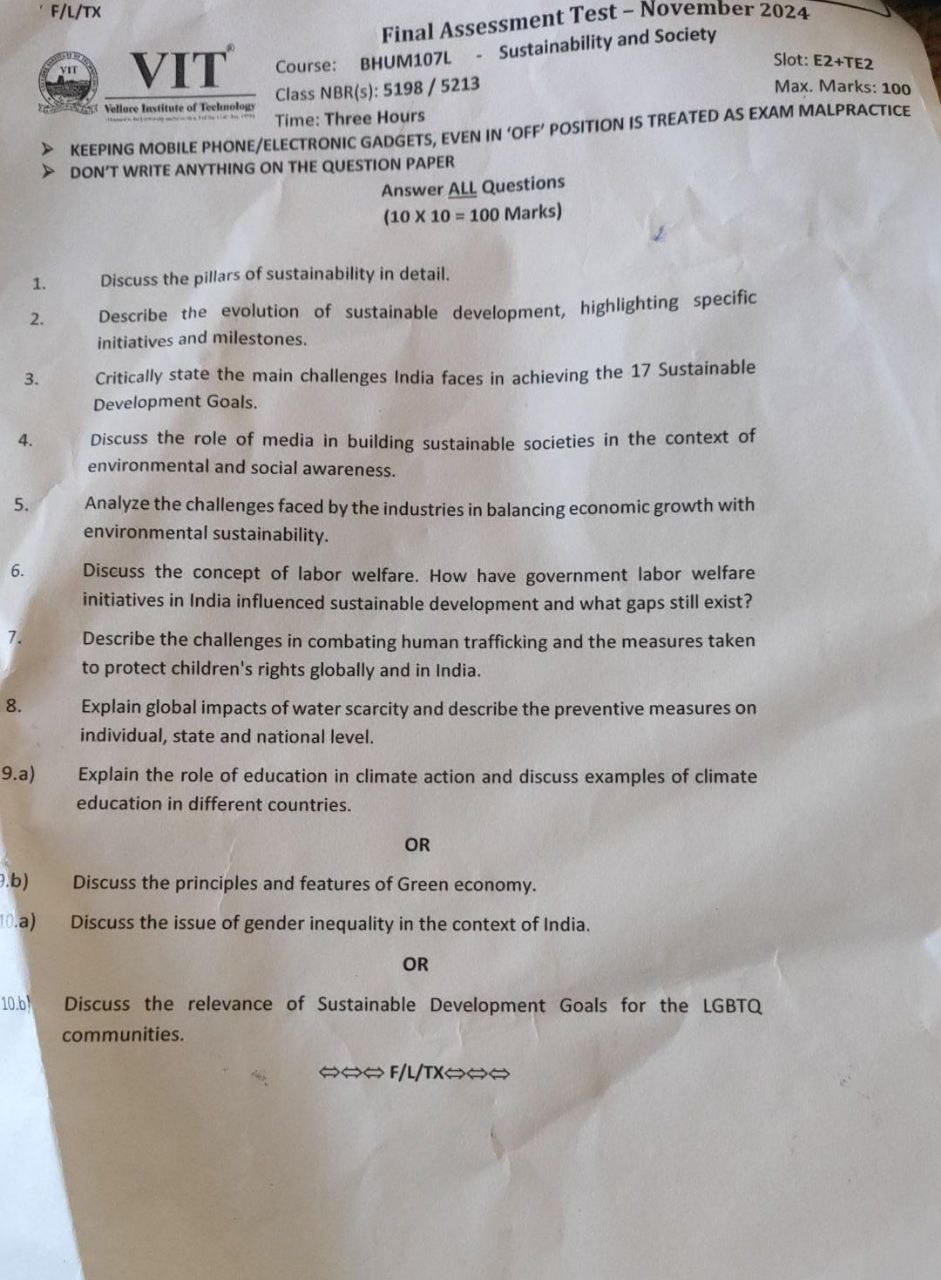 F/L/TX
Final Assessment Test – November 2024
VIT®
VIT
Vellore Institute of Technology
Course: BHUM107L - Sustainability and Society
Class NBR(s): 5198 / 5213
Slot: E2+TE2
Time: Three Hours
Max. Marks: 100
➤ KEEPING MOBILE PHONE/ELECTRONIC GADGETS, EVEN IN ‘OFF’ POSITION IS TREATED AS EXAM MALPRACTICE
➤ DON’T WRITE ANYTHING ON THE QUESTION PAPER
Answer ALL Questions
(10 X 10 = 100 Marks)
1. Discuss the pillars of sustainability in detail.
2. Describe the evolution of sustainable development, highlighting specific
initiatives and milestones.
3. Critically state the main challenges India faces in achieving the 17 Sustainable
Development Goals.
4. Discuss the role of media in building sustainable societies in the context of
environmental and social awareness.
5. Analyze the challenges faced by the industries in balancing economic growth with
environmental sustainability.
6. Discuss the concept of labor welfare. How have government labor welfare
initiatives in India influenced sustainable development and what gaps still exist?
7. Describe the challenges in combating human trafficking and the measures taken
to protect children's rights globally and in India.
8. Explain global impacts of water scarcity and describe the preventive measures on
individual, state and national level.
9.a) Explain the role of education in climate action and discuss examples of climate
education in different countries.
OR
9.b) Discuss the principles and features of Green economy.
10.a) Discuss the issue of gender inequality in the context of India.
OR
10.b) Discuss the relevance of Sustainable Development Goals for the LGBTQ
communities.
⇔⇔⇔ F/L/TX⇔⇔⇔